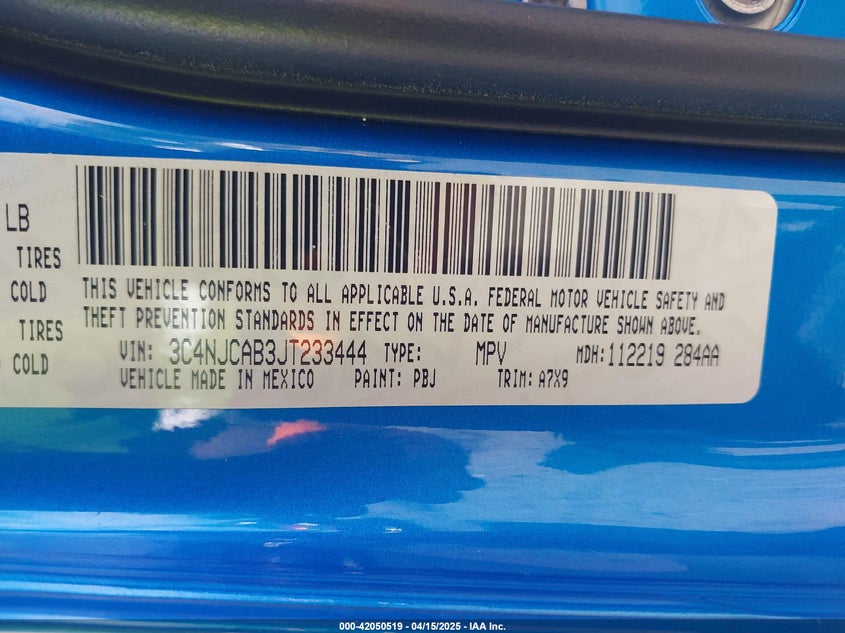 LB
TIRES
COLD
THIS VEHICLE CONFORMS TO ALL APPLICABLE U.S.A. FEDERAL MOTOR VEHICLE SAFETY AND
TIRES
THEFT PREVENTION STANDARDS IN EFFECT ON THE DATE OF MANUFACTURE SHOWN ABOVE.
COLD
VIN: 3C4NJCAB3JT233444 TYPE: MPV MDH:112219 284AA
VEHICLE MADE IN MEXICO PAINT: PBJ TRIM: A7X9
000-42050519 - 04/15/2025 - IAA Inc.